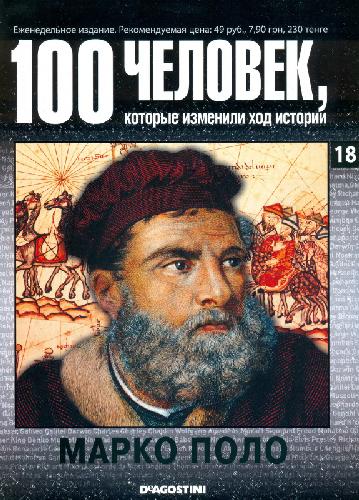 Еженедельное издание. Рекомендуемая цена: 49 руб., 7,90 грн, 230 тенге
100 ЧЕЛОВЕК,
которые изменили ход истории
18
МАРКО ПОЛО
DEAGOSTINI